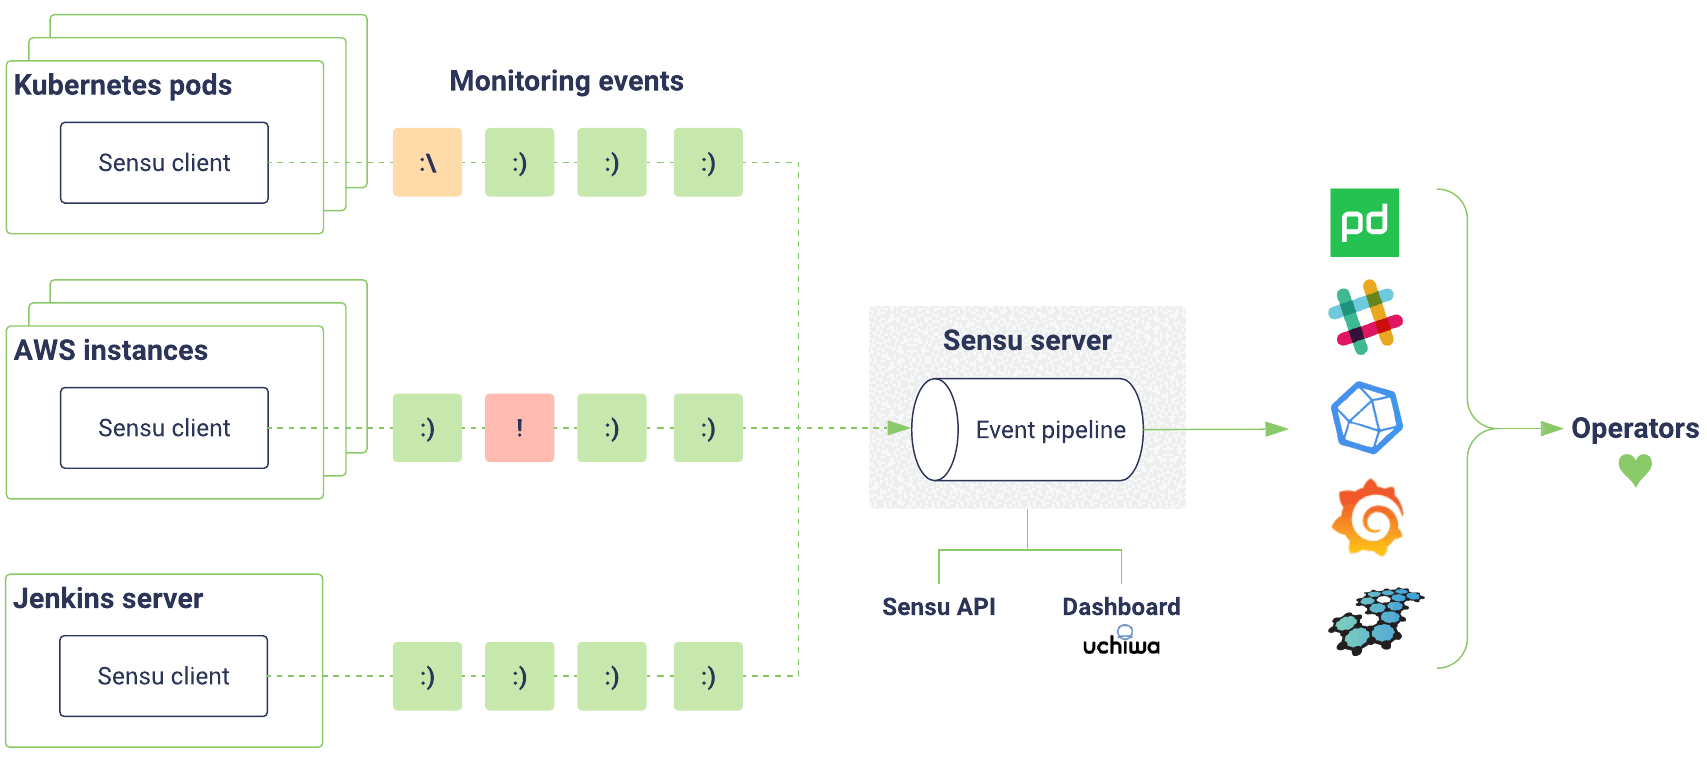 Kubernetes pods
Sensu client
Monitoring events
:\ :) :) :)
AWS instances
Sensu client
:) ! :) :)
Jenkins server
Sensu client
:) :) :) :)
Sensu server
Event pipeline
Sensu API
Dashboard
uchiwa
pd
Operators